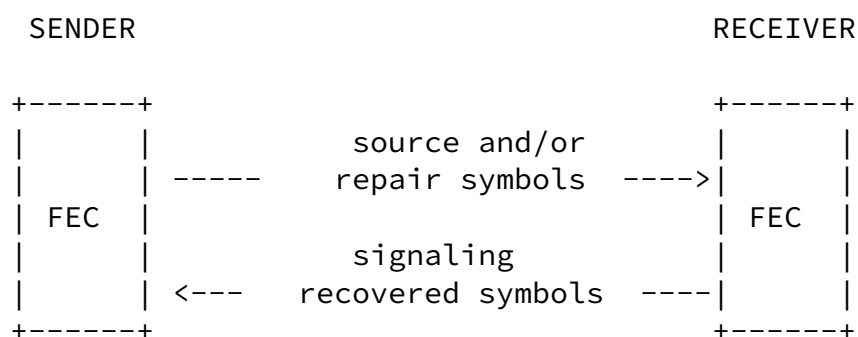 SENDER RECEIVER
+------+ +------+
| | source and/or | |
| | ----- repair symbols ---->| |
| FEC | | FEC |
| | signaling | |
| | <--- recovered symbols ----| |
+------+ +------+